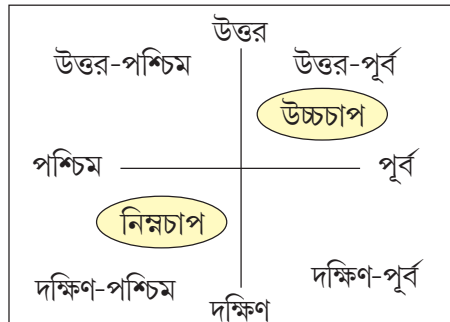 উত্তর
উত্তর-পশ্চিম উত্তর-পূর্ব
উচ্চচাপ
পশ্চিম পূর্ব
নিম্নচাপ
দক্ষিণ-পশ্চিম দক্ষিণ-পূর্ব
দক্ষিণ